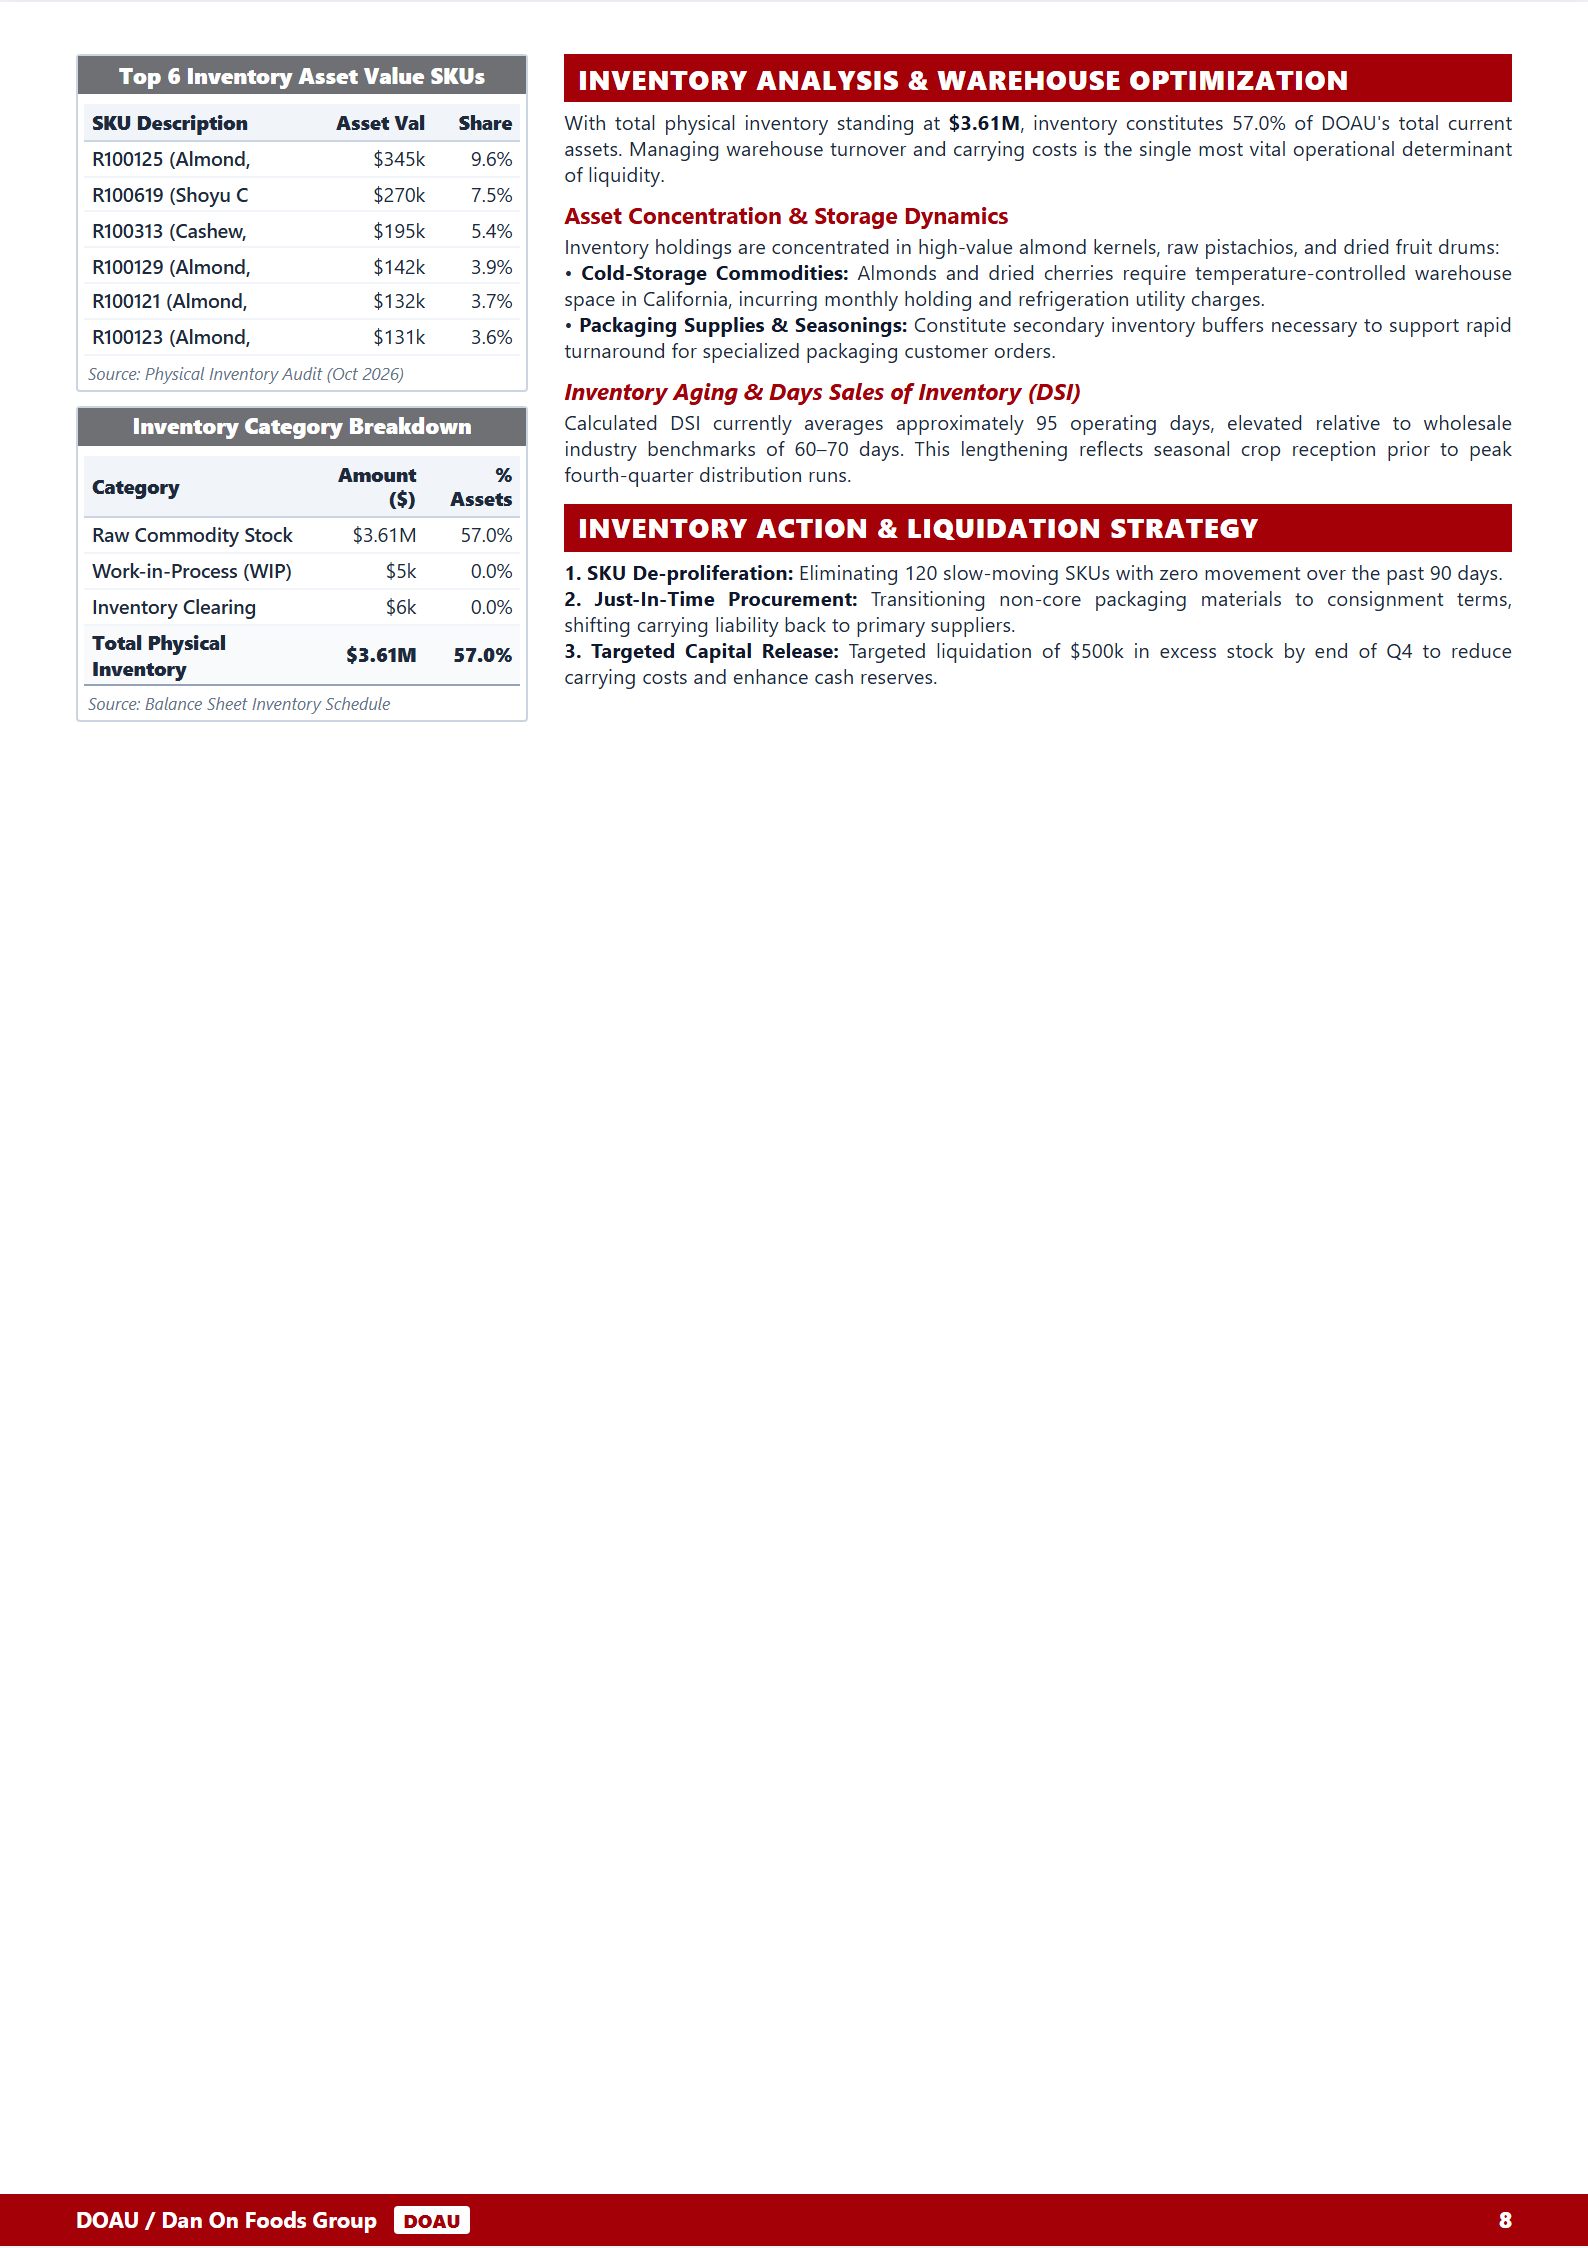 Top 6 Inventory Asset Value SKUs
SKU Description Asset Val Share
R100125 (Almond, $345k 9.6%
R100619 (Shoyu C $270k 7.5%
R100313 (Cashew, $195k 5.4%
R100129 (Almond, $142k 3.9%
R100121 (Almond, $132k 3.7%
R100123 (Almond, $131k 3.6%
Source: Physical Inventory Audit (Oct 2026)
Inventory Category Breakdown
Category Amount ($) % Assets
Raw Commodity Stock $3.61M 57.0%
Work-in-Process (WIP) $5k 0.0%
Inventory Clearing $6k 0.0%
Total Physical Inventory $3.61M 57.0%
Source: Balance Sheet Inventory Schedule
INVENTORY ANALYSIS & WAREHOUSE OPTIMIZATION
With total physical inventory standing at $3.61M, inventory constitutes 57.0% of DOAU's total current
assets. Managing warehouse turnover and carrying costs is the single most vital operational determinant
of liquidity.
Asset Concentration & Storage Dynamics
Inventory holdings are concentrated in high-value almond kernels, raw pistachios, and dried fruit drums:
• Cold-Storage Commodities: Almonds and dried cherries require temperature-controlled warehouse
space in California, incurring monthly holding and refrigeration utility charges.
• Packaging Supplies & Seasonings: Constitute secondary inventory buffers necessary to support rapid
turnaround for specialized packaging customer orders.
Inventory Aging & Days Sales of Inventory (DSI)
Calculated DSI currently averages approximately 95 operating days, elevated relative to wholesale
industry benchmarks of 60–70 days. This lengthening reflects seasonal crop reception prior to peak
fourth-quarter distribution runs.
INVENTORY ACTION & LIQUIDATION STRATEGY
1. SKU De-proliferation: Eliminating 120 slow-moving SKUs with zero movement over the past 90 days.
2. Just-In-Time Procurement: Transitioning non-core packaging materials to consignment terms,
shifting carrying liability back to primary suppliers.
3. Targeted Capital Release: Targeted liquidation of $500k in excess stock by end of Q4 to reduce
carrying costs and enhance cash reserves.
DOAU / Dan On Foods Group DOAU 8